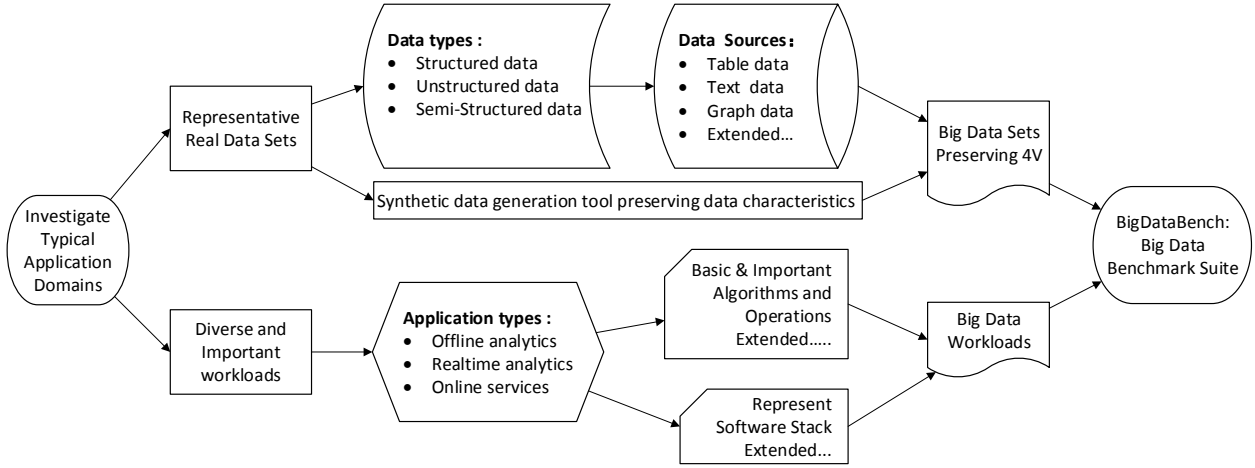 Investigate
Typical
Application
Domains
Representative
Real Data Sets
Data types :
● Structured data
● Unstructured data
● Semi-Structured data
Data Sources：
● Table data
● Text data
● Graph data
● Extended...
Synthetic data generation tool preserving data characteristics
Big Data Sets
Preserving 4V
Diverse and
Important
workloads
Application types :
● Offline analytics
● Realtime analytics
● Online services
Basic & Important
Algorithms and
Operations
Extended.....
Represent
Software Stack
Extended...
Big Data
Workloads
BigDataBench:
Big Data
Benchmark Suite